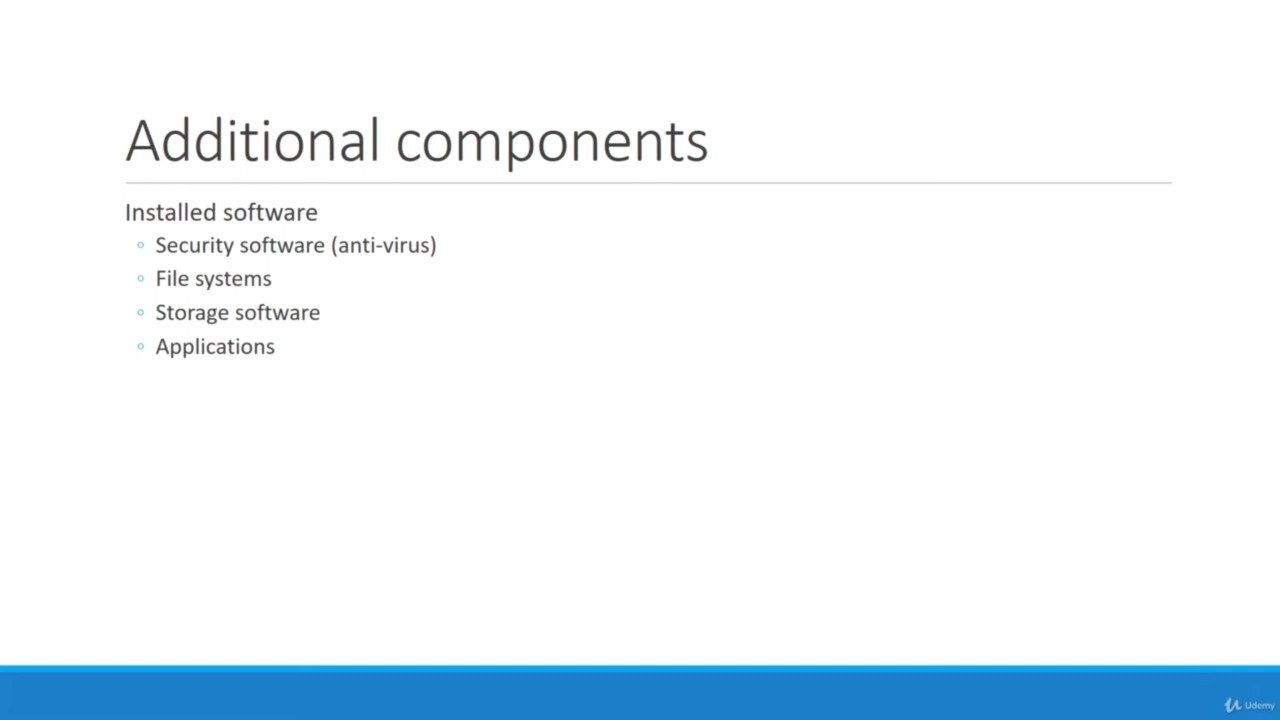 Additional components
Installed software
Security software (anti-virus)
File systems
Storage software
Applications
Udemy